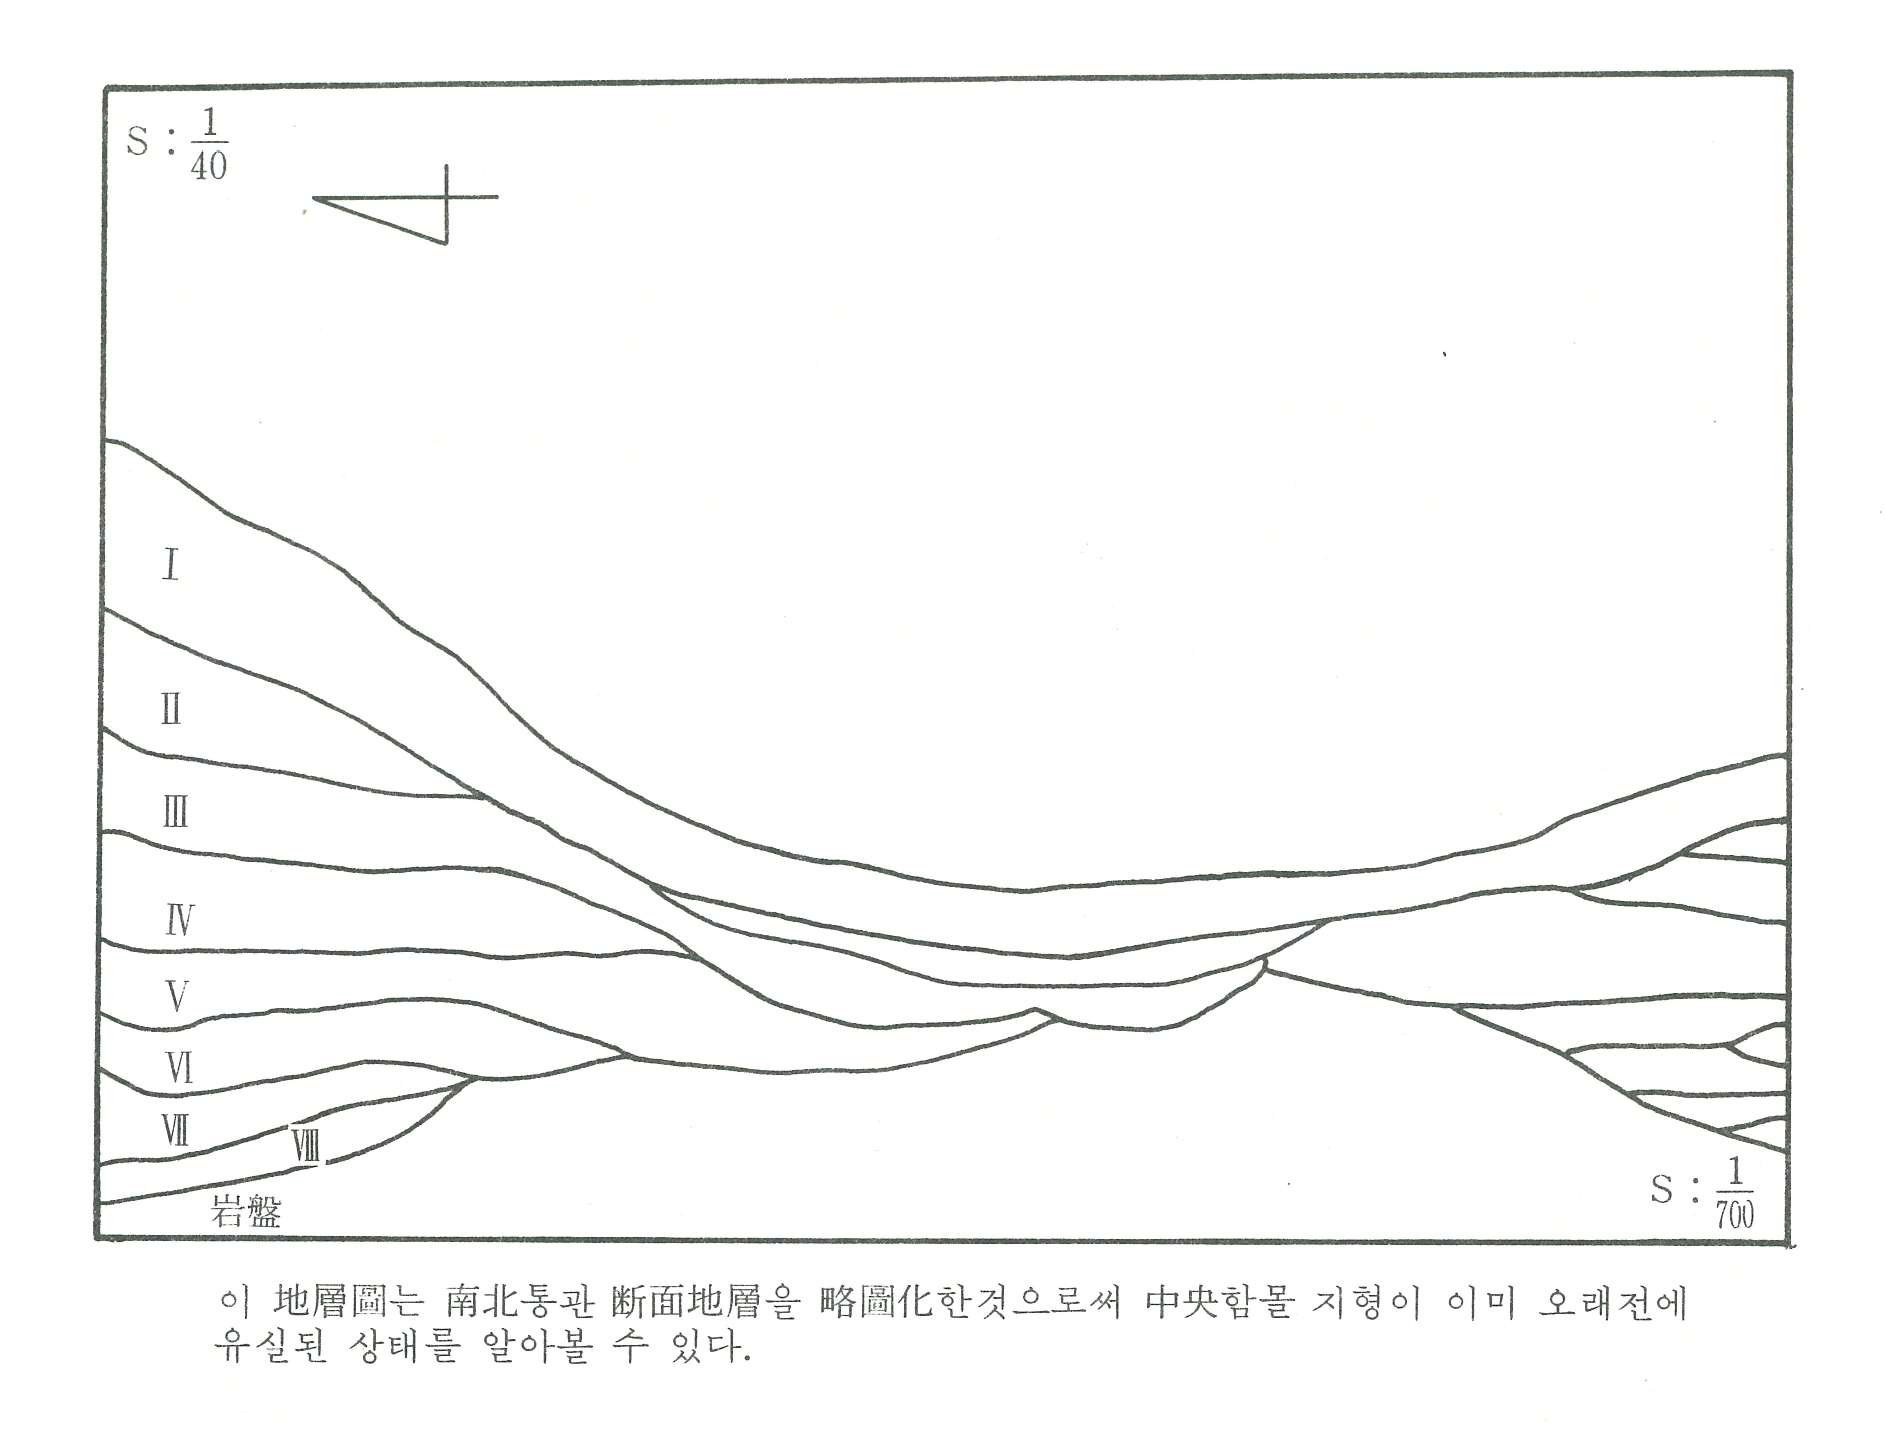 S : 1/40
Ⅰ
Ⅱ
Ⅲ
Ⅳ
Ⅴ
Ⅵ
Ⅶ
Ⅷ
岩盤
S : 1/700
이 地層圖는 南北통관 断面地層을 略圖化한것으로써 中央함몰 지형이 이미 오래전에
유실된 상태를 알아볼 수 있다.